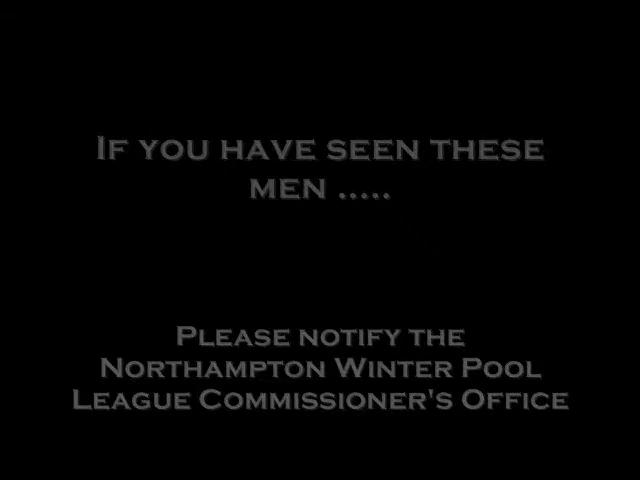 If you have seen these
men .....
Please notify the
Northampton Winter Pool
League Commissioner's Office